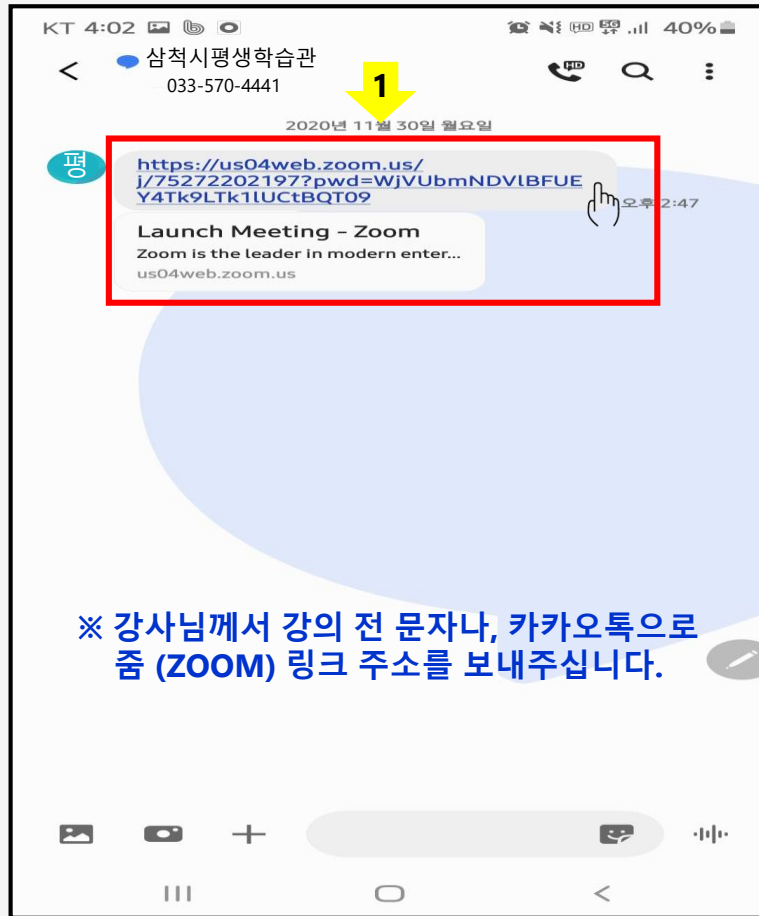 KT 4:02
40%
삼척시평생학습관
033-570-4441
1
2020년 11월 30일 월요일
평
https://us04web.zoom.us/
j/75272202197?pwd=WjVUbmNDVlBFUE
Y4Tk9LTk1lUCtBQT09
오후 2:47
Launch Meeting - Zoom
Zoom is the leader in modern enter...
us04web.zoom.us
※ 강사님께서 강의 전 문자나, 카카오톡으로
줌 (ZOOM) 링크 주소를 보내주십니다.